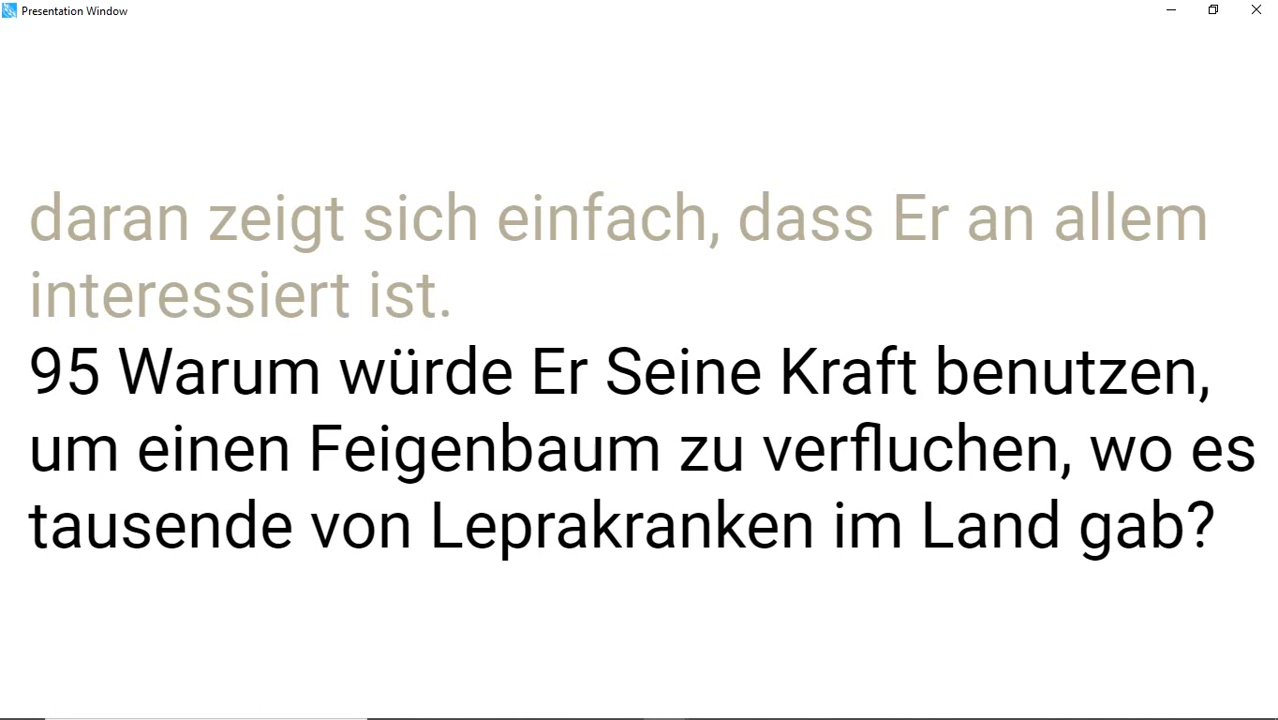 Presentation Window
daran zeigt sich einfach, dass Er an allem
interessiert ist.
95 Warum würde Er Seine Kraft benutzen,
um einen Feigenbaum zu verfluchen, wo es
tausende von Leprakranken im Land gab?